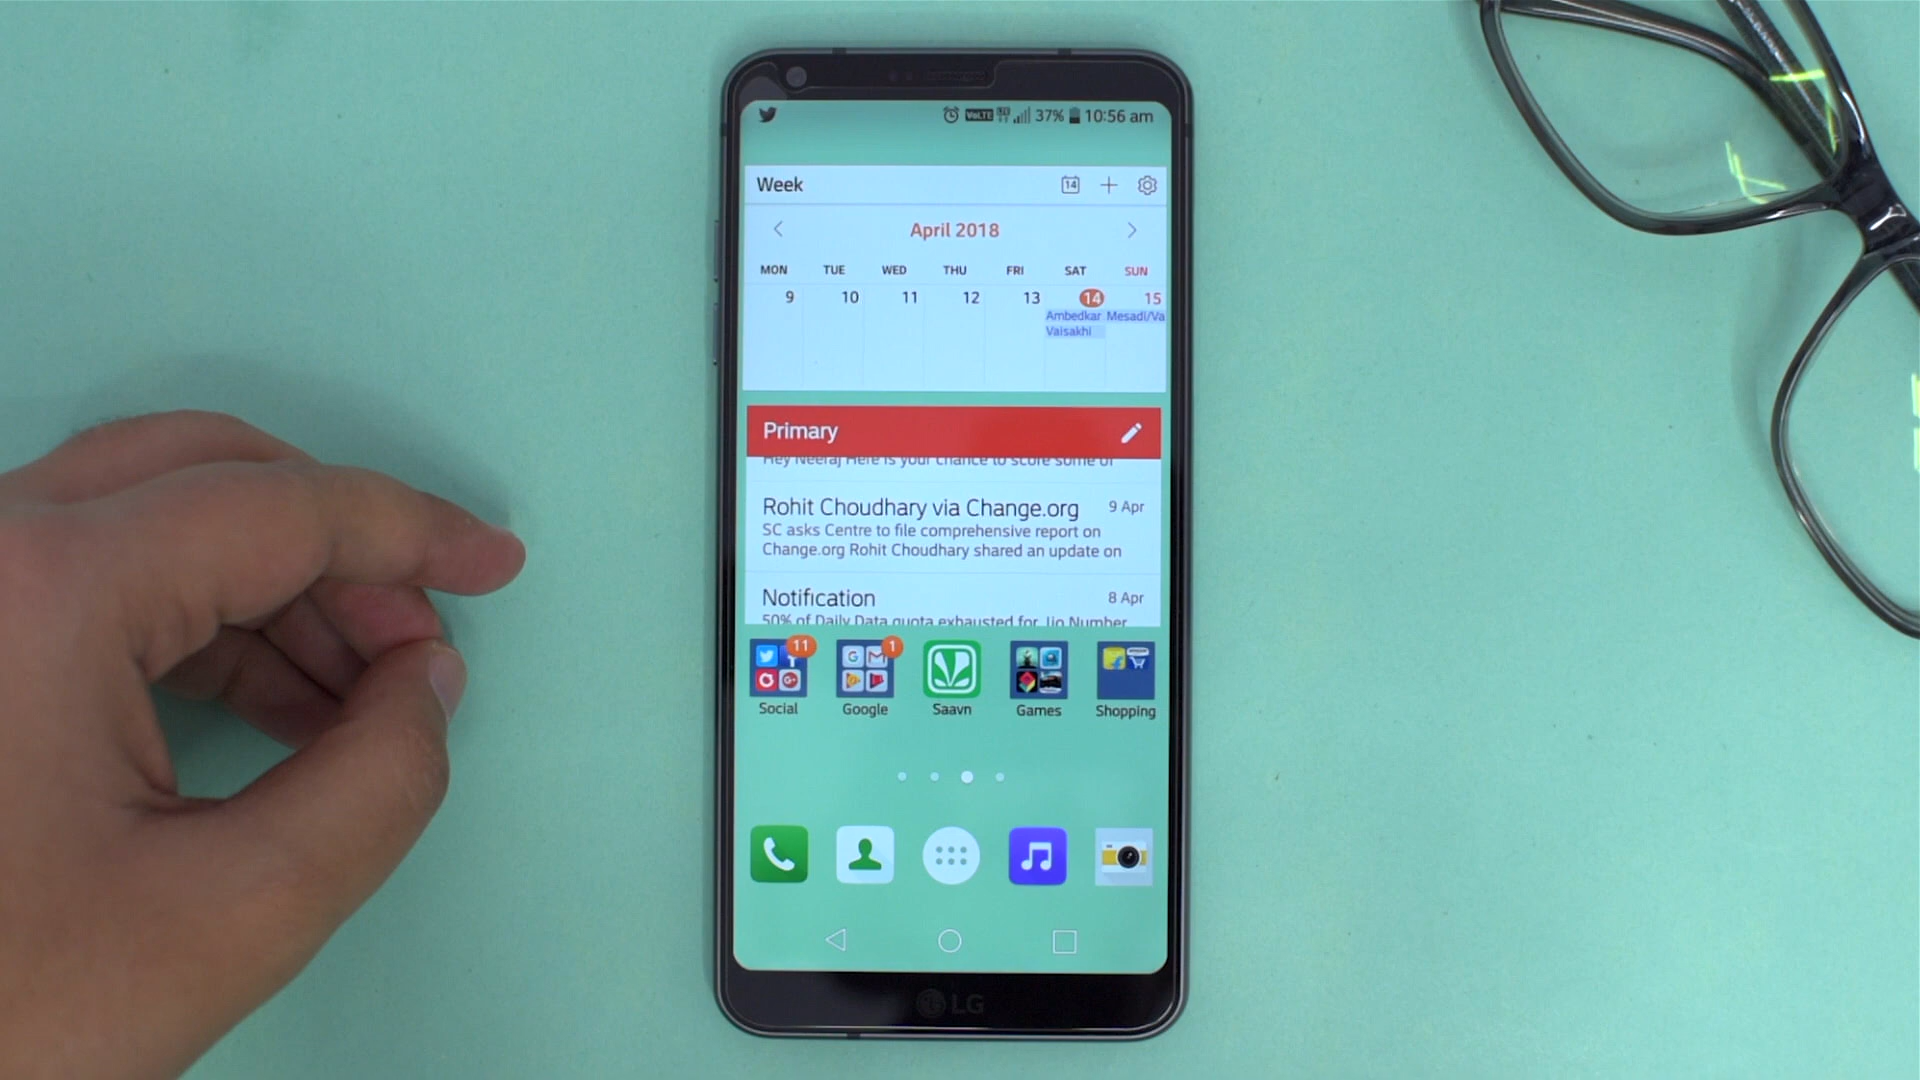 37% 10:56 am
Week
14
April 2018
MON TUE WED THU FRI SAT SUN
9 10 11 12 13 14 15
Ambedkar Mesadi/Va
Vaisakhi
Primary
Hey Neeraj Here is your chance to score some of
Rohit Choudhary via Change.org 9 Apr
SC asks Centre to file comprehensive report on
Change.org Rohit Choudhary shared an update on
Notification 8 Apr
50% of Daily Data quota exhausted for Jio Number
11 1
Social Google Saavn Games Shopping
LG